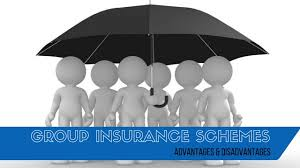 GROUP INSURANCE SCHEMES
ADVANTAGES & DISADVANTAGES